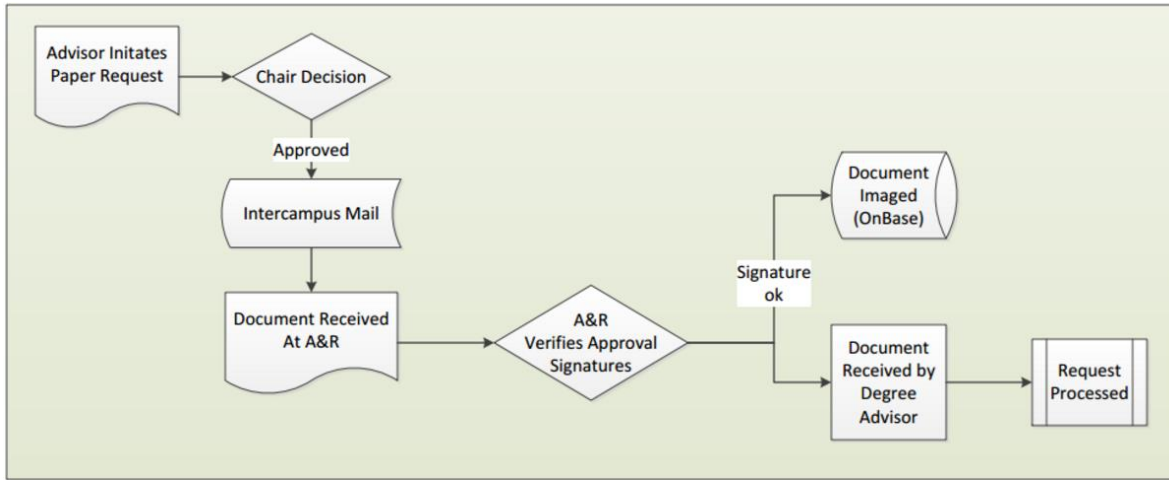 Advisor Initates
Paper Request
Chair Decision
Approved
Intercampus Mail
Document Received
At A&R
A&R
Verifies Approval
Signatures
Signature
ok
Document
Imaged
(OnBase)
Document
Received by
Degree
Advisor
Request
Processed